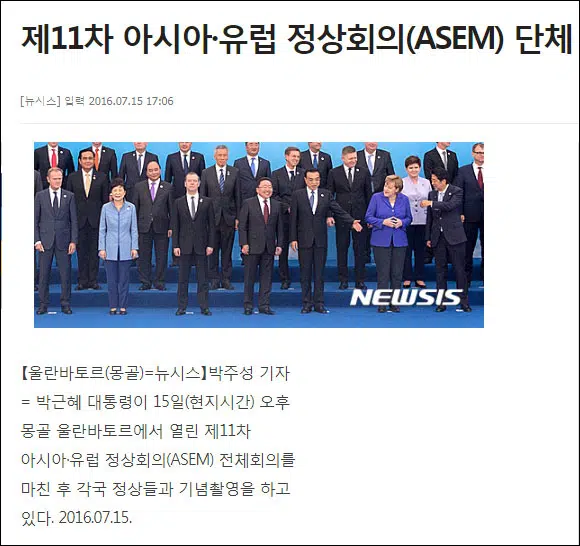 제11차 아시아·유럽 정상회의(ASEM) 단체
[뉴시스] 입력 2016.07.15 17:06
NEWSIS
【울란바토르(몽골)=뉴시스】박주성 기자
= 박근혜 대통령이 15일(현지시간) 오후
몽골 울란바토르에서 열린 제11차
아시아·유럽 정상회의(ASEM) 전체회의를
마친 후 각국 정상들과 기념촬영을 하고
있다. 2016.07.15.